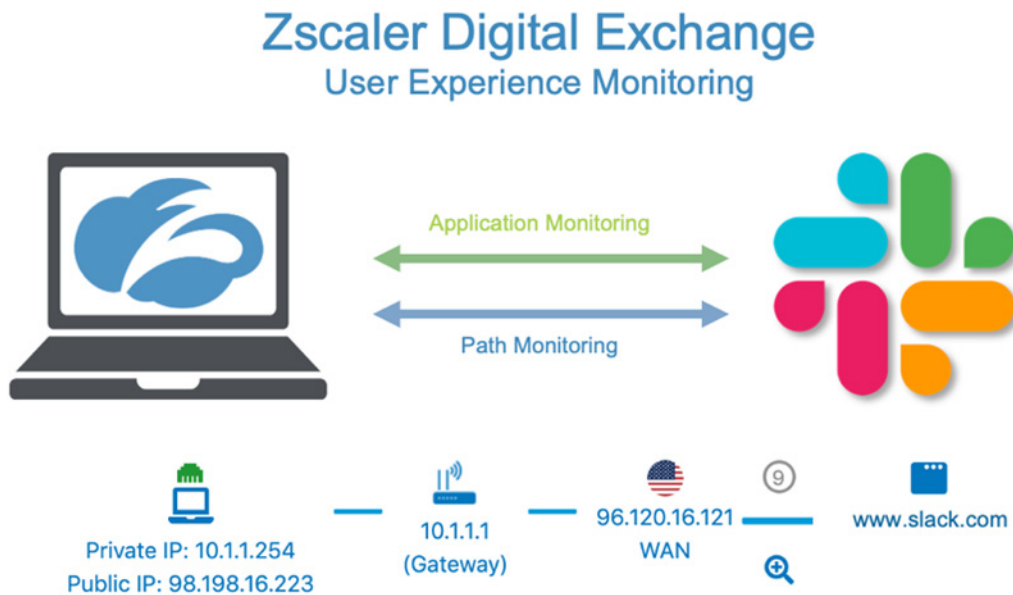 Zscaler Digital Exchange
User Experience Monitoring
Application Monitoring
Path Monitoring
9
Private IP: 10.1.1.254
Public IP: 98.198.16.223
10.1.1.1
(Gateway)
96.120.16.121
WAN
www.slack.com